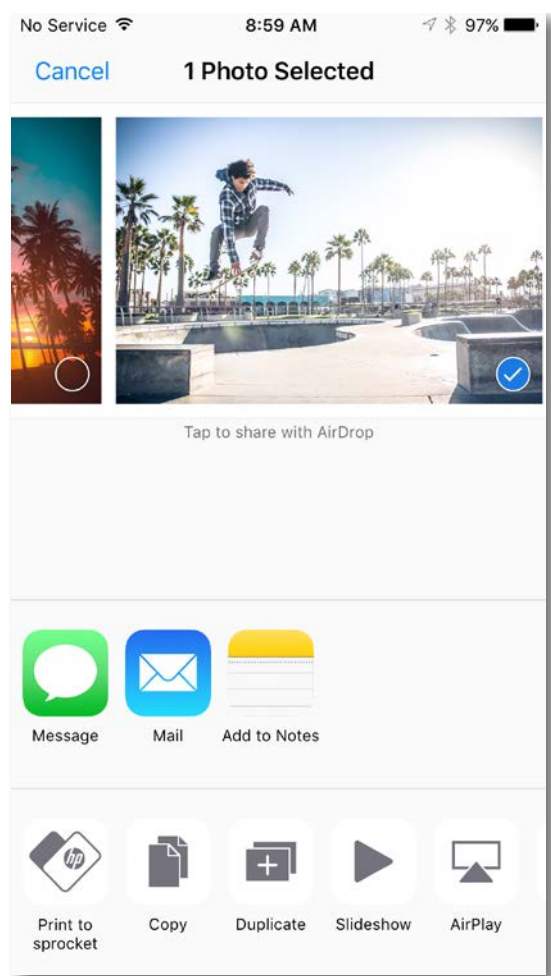 No Service 8:59 AM 97%
Cancel 1 Photo Selected
Tap to share with AirDrop
Message Mail Add to Notes
hp
Print to sprocket Copy Duplicate Slideshow AirPlay